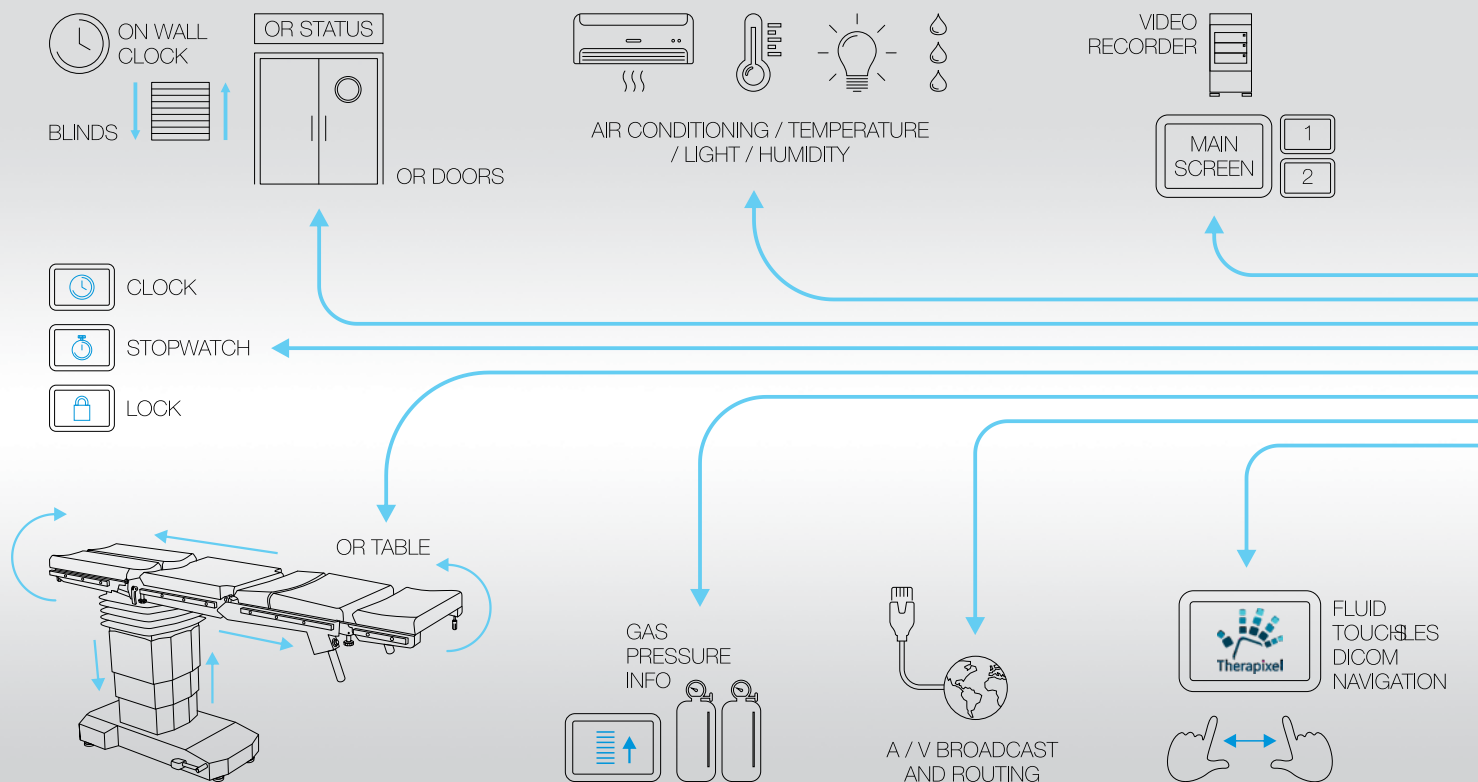 ON WALL
CLOCK
BLINDS
OR STATUS
OR DOORS
AIR CONDITIONING / TEMPERATURE
/ LIGHT / HUMIDITY
VIDEO
RECORDER
MAIN
SCREEN
1
2
CLOCK
STOPWATCH
LOCK
OR TABLE
GAS
PRESSURE
INFO
A / V BROADCAST
AND ROUTING
Therapixel
FLUID
TOUCHSLES
DICOM
NAVIGATION